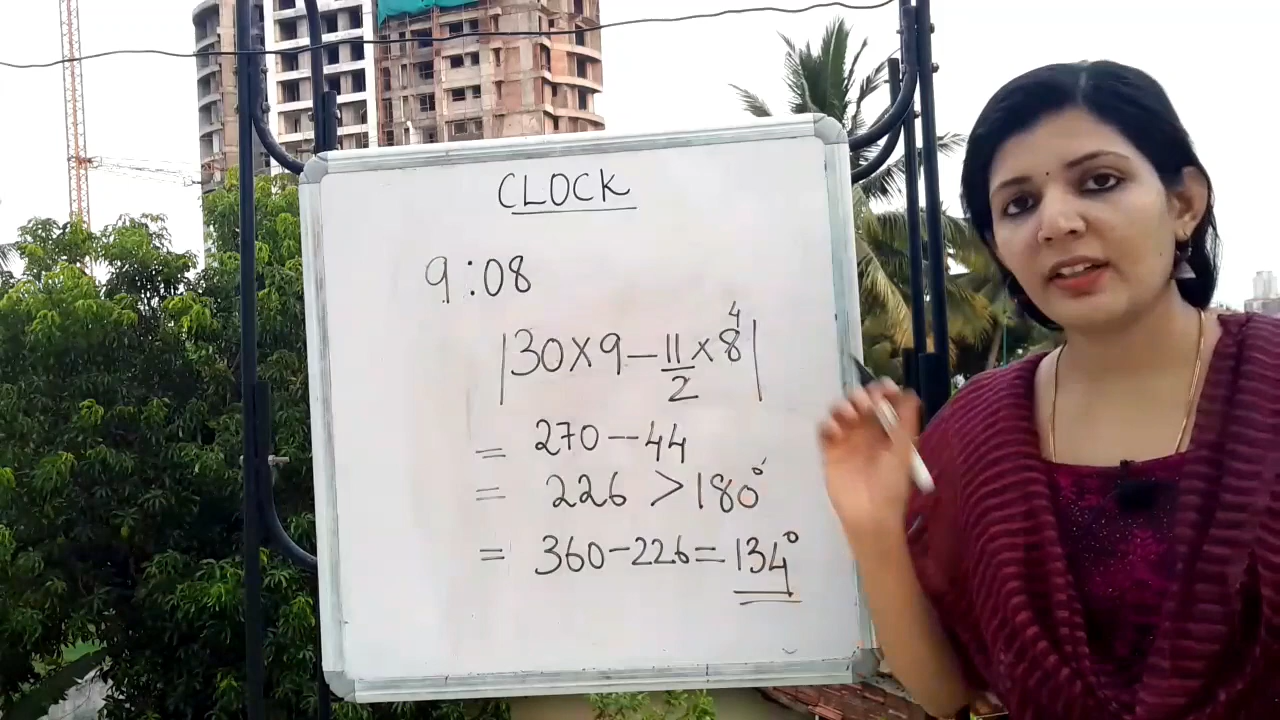 CLOCK
9:08
|30×9−11/2×8 4|
= 270−44
= 226 > 180°
= 360−226=134°